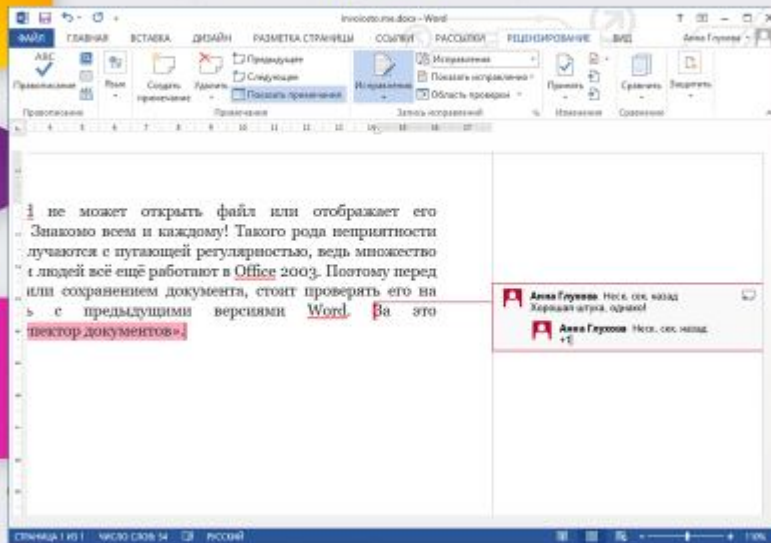 invoicato.me.docx - Word
ФАЙЛ ГЛАВНАЯ ВСТАВКА ДИЗАЙН РАЗМЕТКА СТРАНИЦЫ ССЫЛКИ РАССЫЛКИ РЕЦЕНЗИРОВАНИЕ ВИД Анна Глухова
ABC
Правописание
Язык
Создать примечание
Удалить
Предыдущее
Следующее
Показать примечания
Исправления
Исправления
Показать исправления
Область проверки
Принять
Сравнить
Защитить
Правописание Примечания Запись исправлений Изменения Сравнение
не может открыть файл или отображает его
Знакомо всем и каждому! Такого рода неприятности
лучаются с пугающей регулярностью, ведь множество
и людей всё ещё работают в Office 2003. Поэтому перед
или сохранением документа, стоит проверять его на
ь с предыдущими версиями Word. За это
пектор документов».
Анна Глухова Неск. сек. назад
Хорошая штука, однако!
Анна Глухова Неск. сек. назад
+1
СТРАНИЦА 1 ИЗ 1 ЧИСЛО СЛОВ: 54 РУССКИЙ 110%